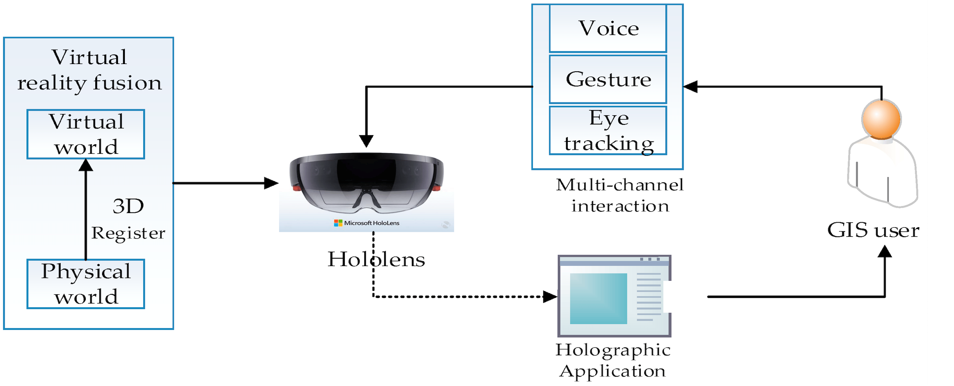 Virtual
reality fusion
Virtual
world
3D
Register
Physical
world
Microsoft HoloLens
Hololens
Voice
Gesture
Eye
tracking
Multi-channel
interaction
GIS user
Holographic
Application